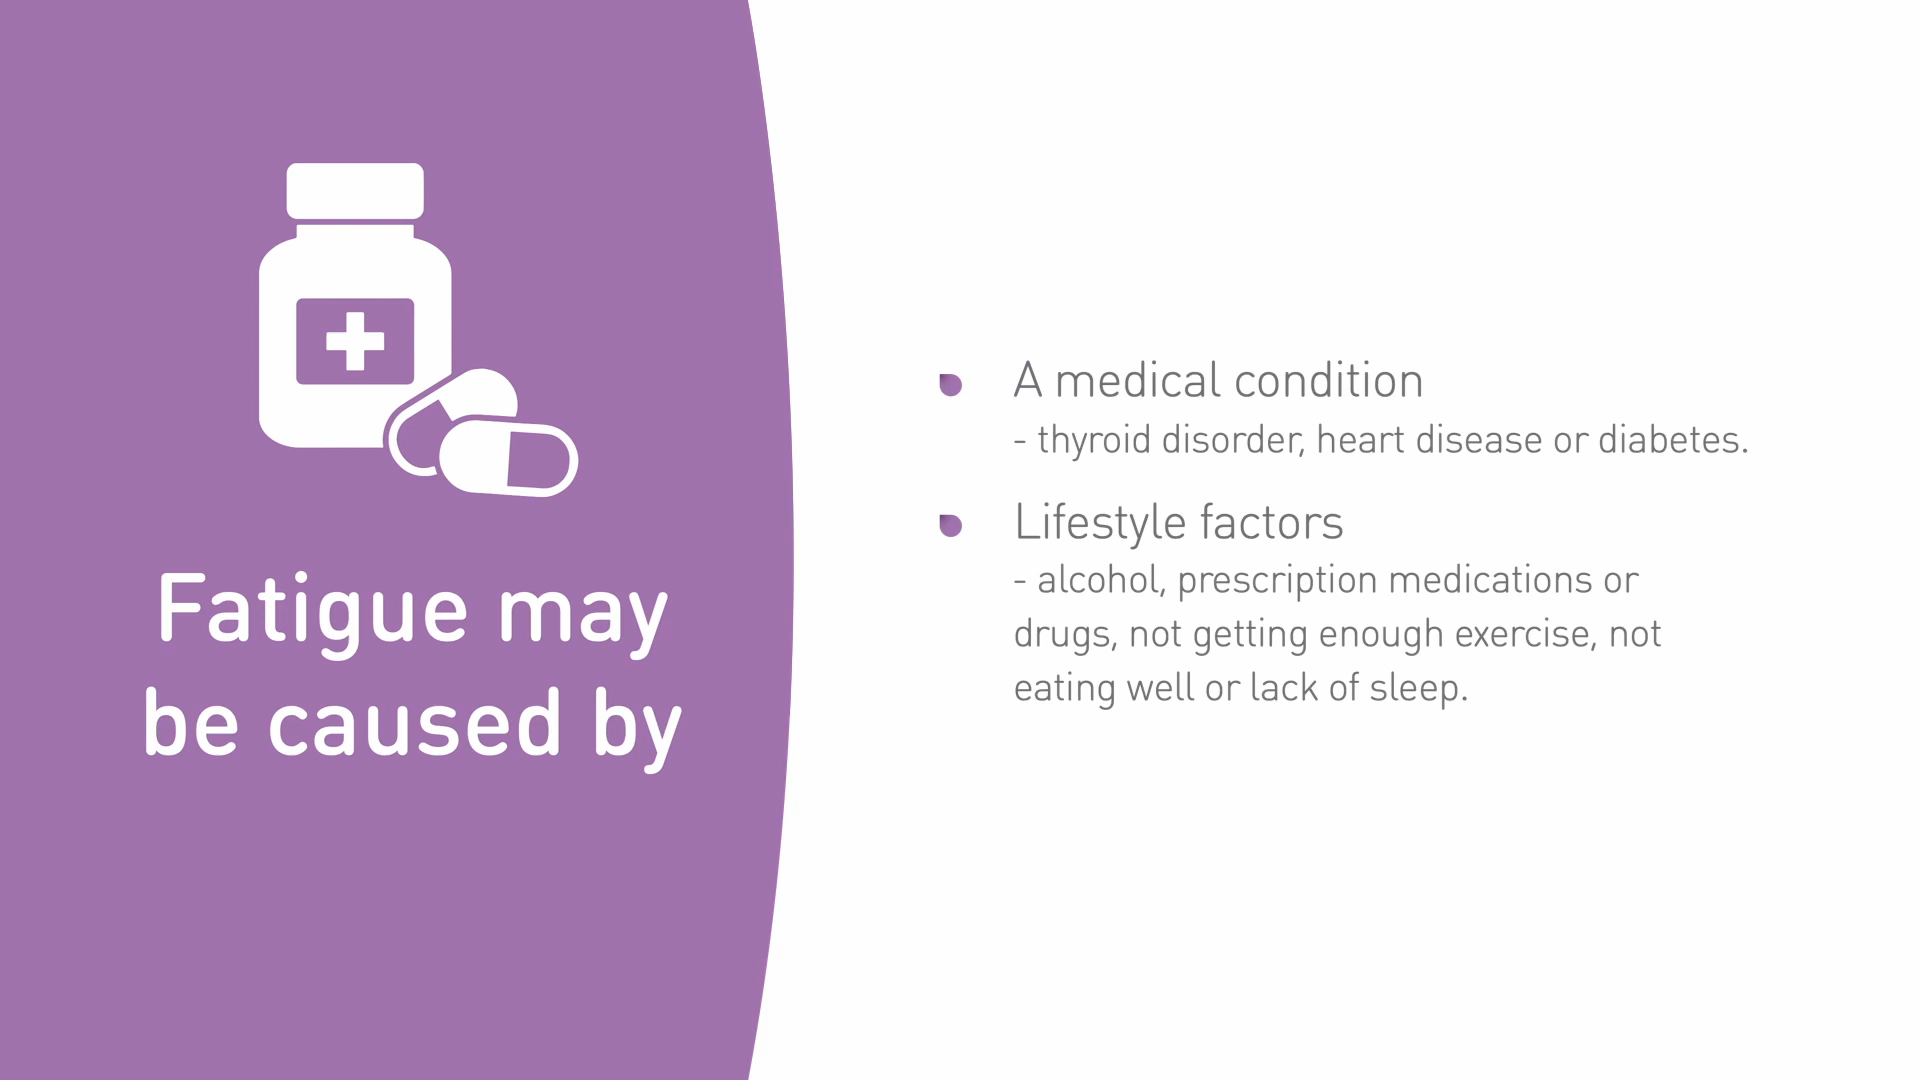 Fatigue may
be caused by
A medical condition
- thyroid disorder, heart disease or diabetes.
Lifestyle factors
- alcohol, prescription medications or
drugs, not getting enough exercise, not
eating well or lack of sleep.